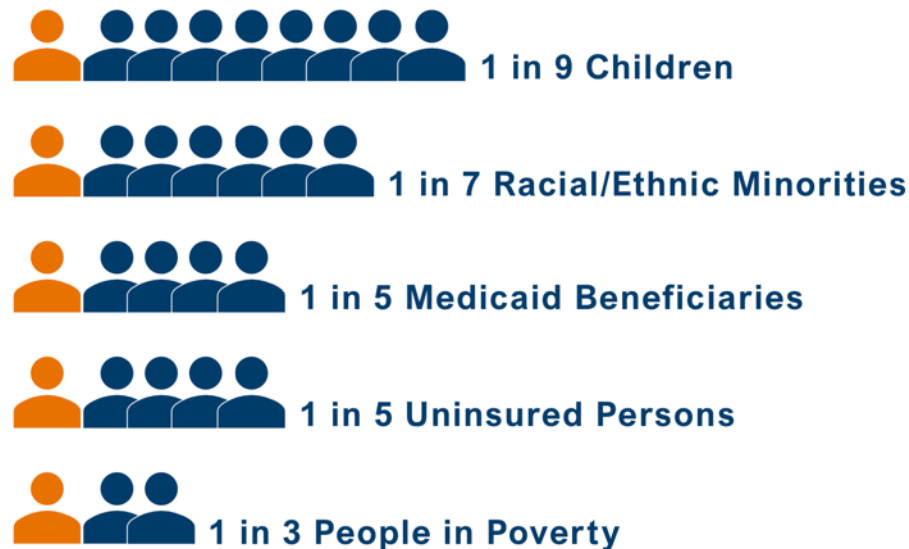 1 in 9 Children
1 in 7 Racial/Ethnic Minorities
1 in 5 Medicaid Beneficiaries
1 in 5 Uninsured Persons
1 in 3 People in Poverty